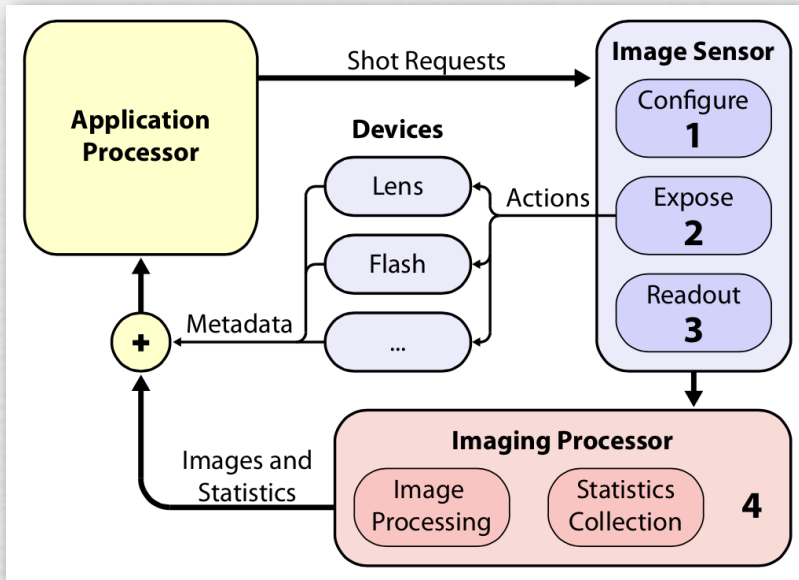 Shot Requests
Application
Processor
Image Sensor
Configure
1
Expose
2
Readout
3
Devices
Lens
Flash
...
Actions
Metadata
+
Images and
Statistics
Imaging Processor
Image
Processing
Statistics
Collection
4